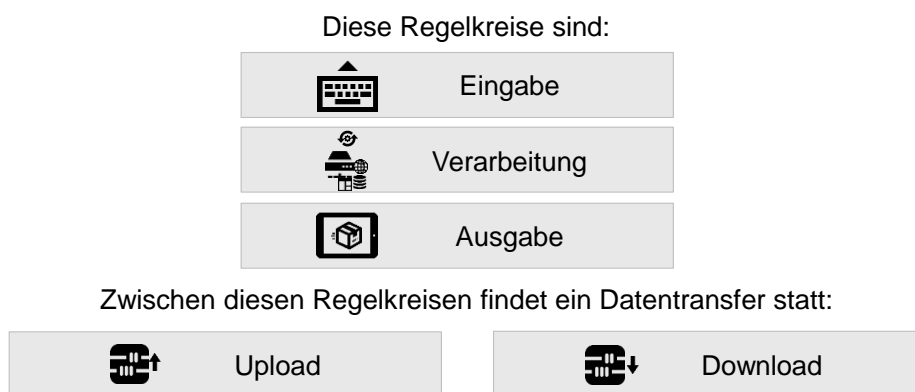 Diese Regelkreise sind:
Eingabe
Verarbeitung
Ausgabe
Zwischen diesen Regelkreisen findet ein Datentransfer statt:
Upload
Download